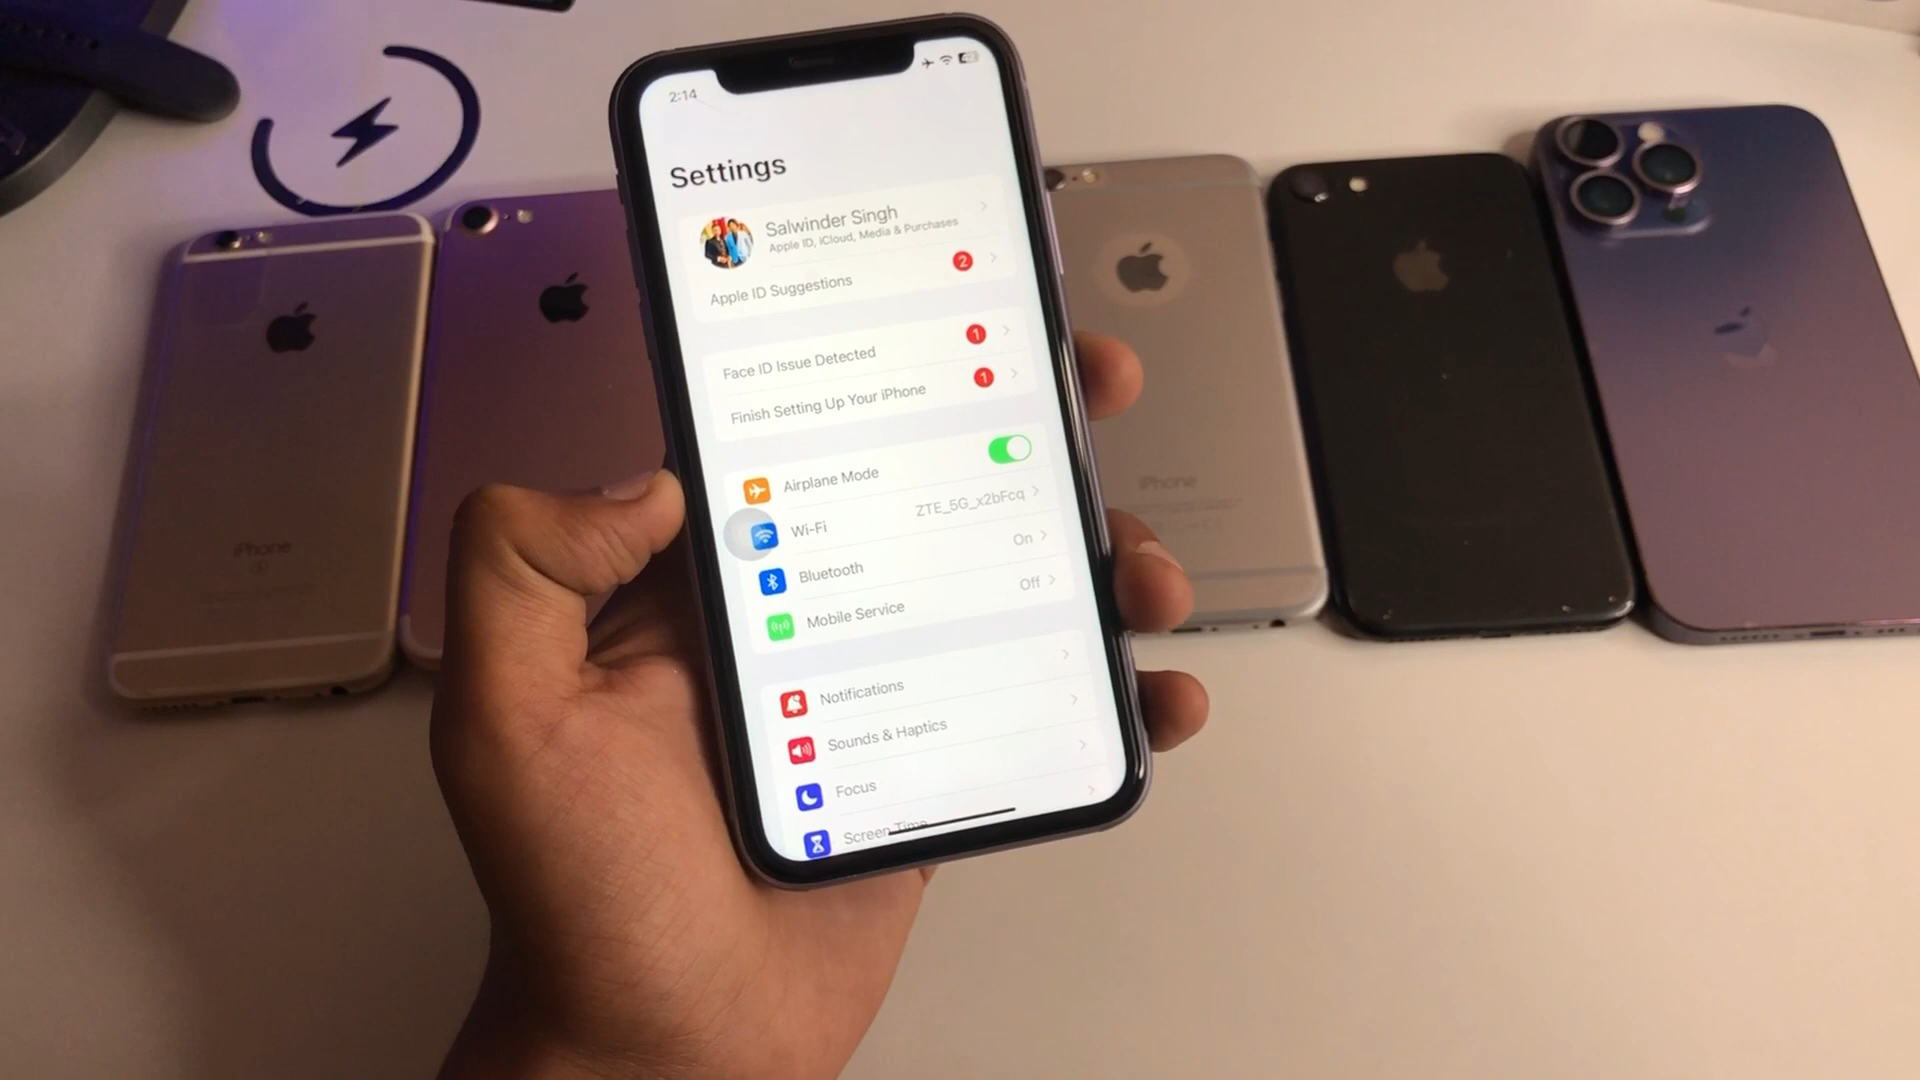 2:14
Settings
Salwinder Singh
Apple ID, iCloud, Media & Purchases
Apple ID Suggestions 2
Face ID Issue Detected 1
Finish Setting Up Your iPhone 1
Airplane Mode
Wi-Fi ZTE_5G_x2bFcq
Bluetooth On
Mobile Service Off
Notifications
Sounds & Haptics
Focus
Screen Time
iPhone
S
iPhone